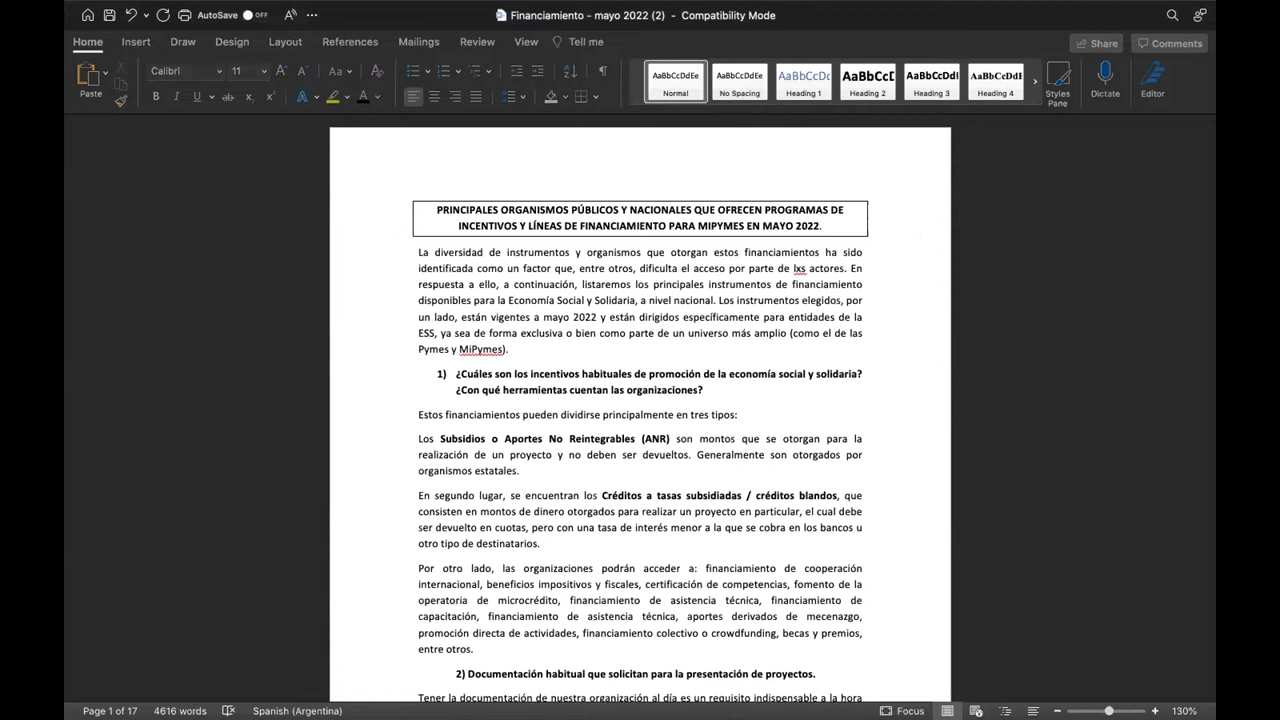 AutoSave OFF
Financiamiento - mayo 2022 (2) - Compatibility Mode
Home Insert Draw Design Layout References Mailings Review View Tell me Share Comments
Paste
Calibri 11
AaBbCcDdEe Normal
AaBbCcDdEe No Spacing
AaBbCcDc Heading 1
AaBbCcD Heading 2
AaBbCcDdI Heading 3
AaBbCcDdE Heading 4
Styles Pane
Dictate
Editor
PRINCIPALES ORGANISMOS PÚBLICOS Y NACIONALES QUE OFRECEN PROGRAMAS DE
INCENTIVOS Y LÍNEAS DE FINANCIAMIENTO PARA MIPYMES EN MAYO 2022.
La diversidad de instrumentos y organismos que otorgan estos financiamientos ha sido
identificada como un factor que, entre otros, dificulta el acceso por parte de lxs actores. En
respuesta a ello, a continuación, listaremos los principales instrumentos de financiamiento
disponibles para la Economía Social y Solidaria, a nivel nacional. Los instrumentos elegidos, por
un lado, están vigentes a mayo 2022 y están dirigidos específicamente para entidades de la
ESS, ya sea de forma exclusiva o bien como parte de un universo más amplio (como el de las
Pymes y MiPymes).
1) ¿Cuáles son los incentivos habituales de promoción de la economía social y solidaria?
¿Con qué herramientas cuentan las organizaciones?
Estos financiamientos pueden dividirse principalmente en tres tipos:
Los Subsidios o Aportes No Reintegrables (ANR) son montos que se otorgan para la
realización de un proyecto y no deben ser devueltos. Generalmente son otorgados por
organismos estatales.
En segundo lugar, se encuentran los Créditos a tasas subsidiadas / créditos blandos, que
consisten en montos de dinero otorgados para realizar un proyecto en particular, el cual debe
ser devuelto en cuotas, pero con una tasa de interés menor a la que se cobra en los bancos u
otro tipo de destinatarios.
Por otro lado, las organizaciones podrán acceder a: financiamiento de cooperación
internacional, beneficios impositivos y fiscales, certificación de competencias, fomento de la
operatoria de microcrédito, financiamiento de asistencia técnica, financiamiento de
capacitación, financiamiento de asistencia técnica, aportes derivados de mecenazgo,
promoción directa de actividades, financiamiento colectivo o crowdfunding, becas y premios,
entre otros.
2) Documentación habitual que solicitan para la presentación de proyectos.
Tener la documentación de nuestra organización al día es un requisito indispensable a la hora
Page 1 of 17 4616 words Spanish (Argentina) Focus 130%